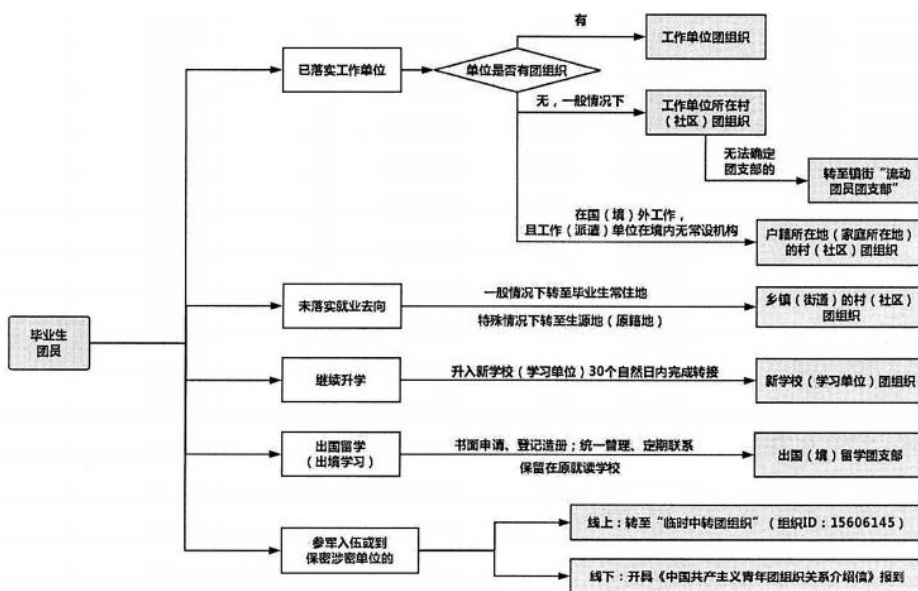 毕业生
团员
已落实工作单位
单位是否有团组织
有
工作单位团组织
无，一般情况下
工作单位所在村
（社区）团组织
无法确定
团支部的
转至镇街“流动
团员团支部”
在国（境）外工作，
且工作（派遣）单位在境内无常设机构
户籍所在地（家庭所在地）
的村（社区）团组织
未落实就业去向
一般情况下转至毕业生常住地
特殊情况下转至生源地（原籍地）
乡镇（街道）的村（社区）
团组织
继续升学
升入新学校（学习单位）30个自然日内完成转接
新学校（学习单位）团组织
出国留学
（出境学习）
书面申请、登记造册；统一管理、定期联系
保留在原就读学校
出国（境）留学团支部
参军入伍或到
保密涉密单位的
线上：转至“临时中转团组织”（组织ID：15606145）
线下：开具《中国共产主义青年团组织关系介绍信》报到